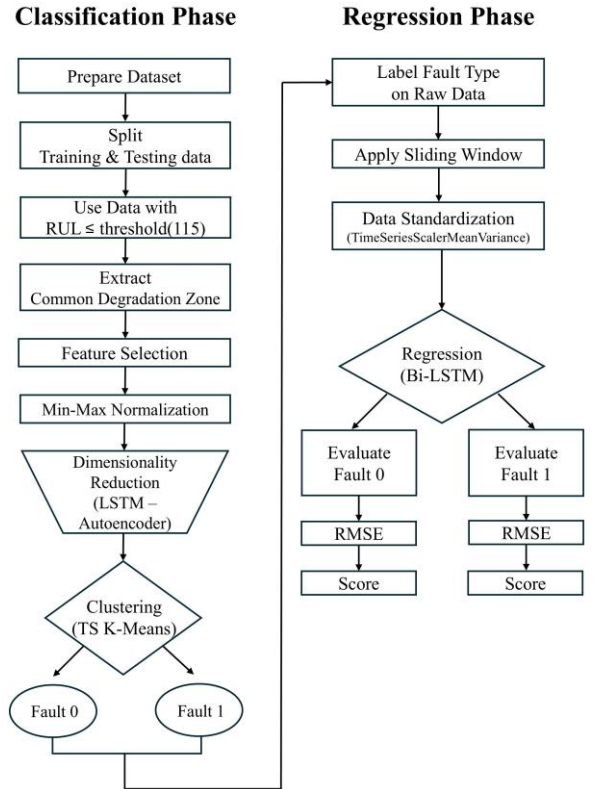 Classification Phase
Prepare Dataset
Split
Training & Testing data
Use Data with
RUL ≤ threshold(115)
Extract
Common Degradation Zone
Feature Selection
Min-Max Normalization
Dimensionality
Reduction
(LSTM –
Autoencoder)
Clustering
(TS K-Means)
Fault 0
Fault 1
Regression Phase
Label Fault Type
on Raw Data
Apply Sliding Window
Data Standardization
(TimeSeriesScalerMeanVariance)
Regression
(Bi-LSTM)
Evaluate
Fault 0
RMSE
Score
Evaluate
Fault 1
RMSE
Score